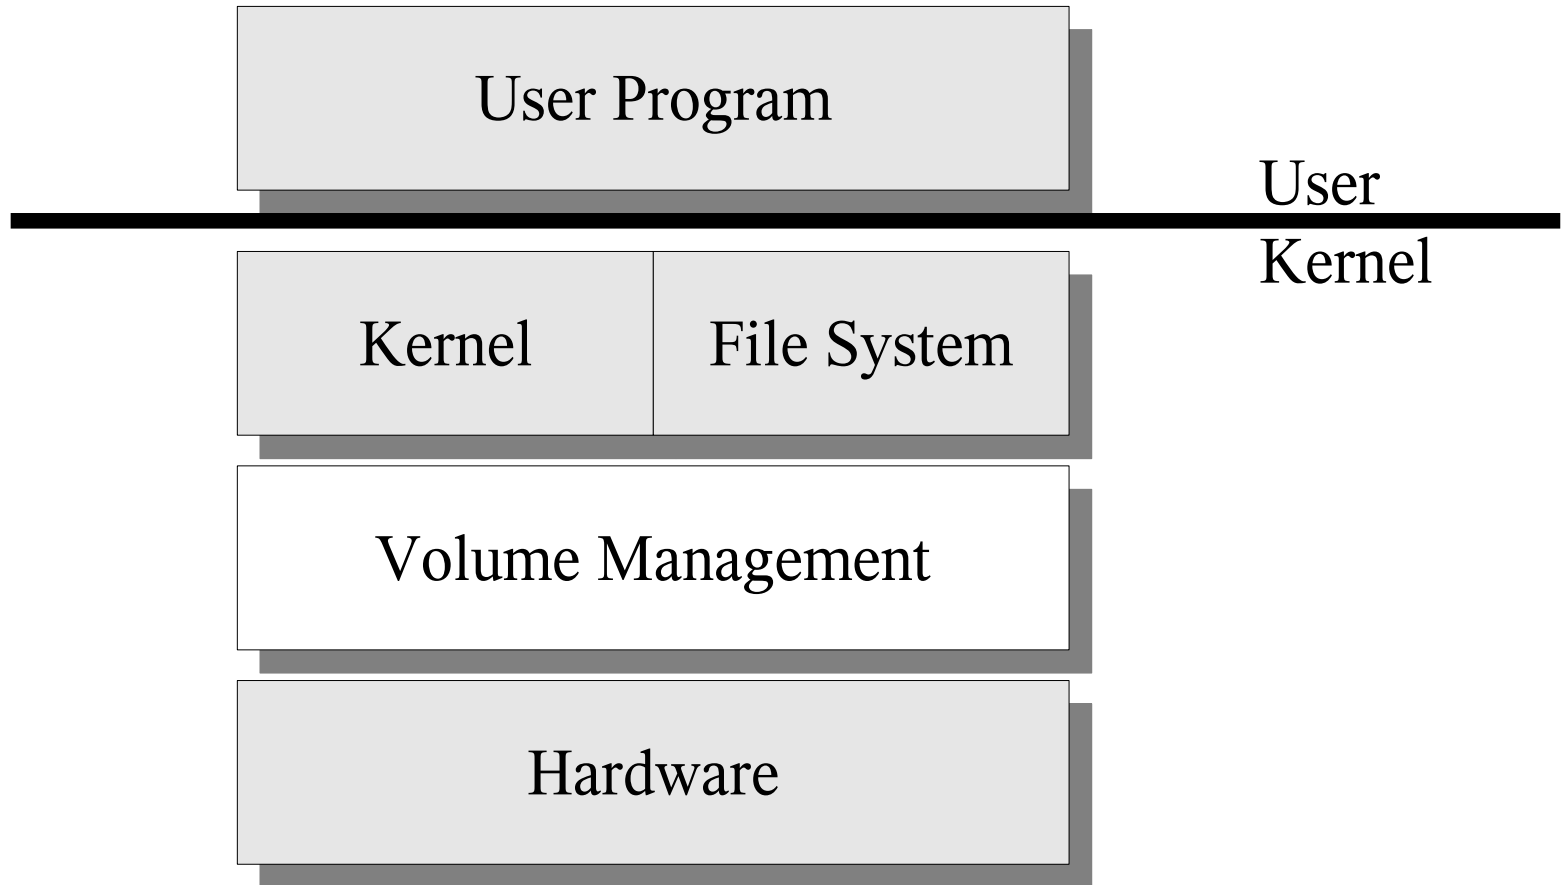 User Program
User
Kernel
Kernel
File System
Volume Management
Hardware